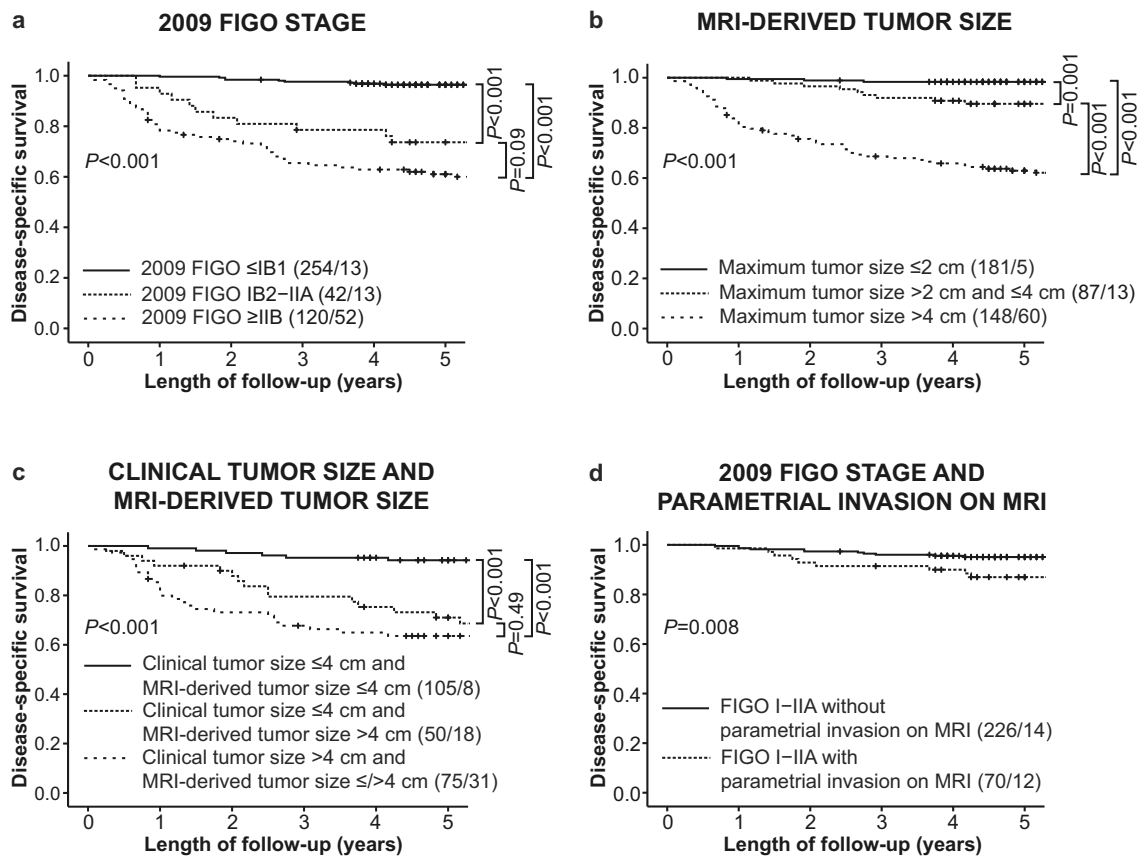 a 2009 FIGO STAGE
Disease-specific survival
1.0
0.8
0.6
0.4
0.2
0.0
P<0.001
P<0.001
P=0.09
P<0.001
2009 FIGO ≤IB1 (254/13)
2009 FIGO IB2−IIA (42/13)
2009 FIGO ≥IIB (120/52)
0 1 2 3 4 5
Length of follow-up (years)
b MRI-DERIVED TUMOR SIZE
Disease-specific survival
1.0
0.8
0.6
0.4
0.2
0.0
P<0.001
P=0.001
P<0.001
P<0.001
Maximum tumor size ≤2 cm (181/5)
Maximum tumor size >2 cm and ≤4 cm (87/13)
Maximum tumor size >4 cm (148/60)
0 1 2 3 4 5
Length of follow-up (years)
c CLINICAL TUMOR SIZE AND
MRI-DERIVED TUMOR SIZE
Disease-specific survival
1.0
0.8
0.6
0.4
0.2
0.0
P<0.001
P<0.001
P=0.49
P<0.001
Clinical tumor size ≤4 cm and
MRI-derived tumor size ≤4 cm (105/8)
Clinical tumor size ≤4 cm and
MRI-derived tumor size >4 cm (50/18)
Clinical tumor size >4 cm and
MRI-derived tumor size ≤/>4 cm (75/31)
0 1 2 3 4 5
Length of follow-up (years)
d 2009 FIGO STAGE AND
PARAMETRIAL INVASION ON MRI
Disease-specific survival
1.0
0.8
0.6
0.4
0.2
0.0
P=0.008
FIGO I−IIA without
parametrial invasion on MRI (226/14)
FIGO I−IIA with
parametrial invasion on MRI (70/12)
0 1 2 3 4 5
Length of follow-up (years)